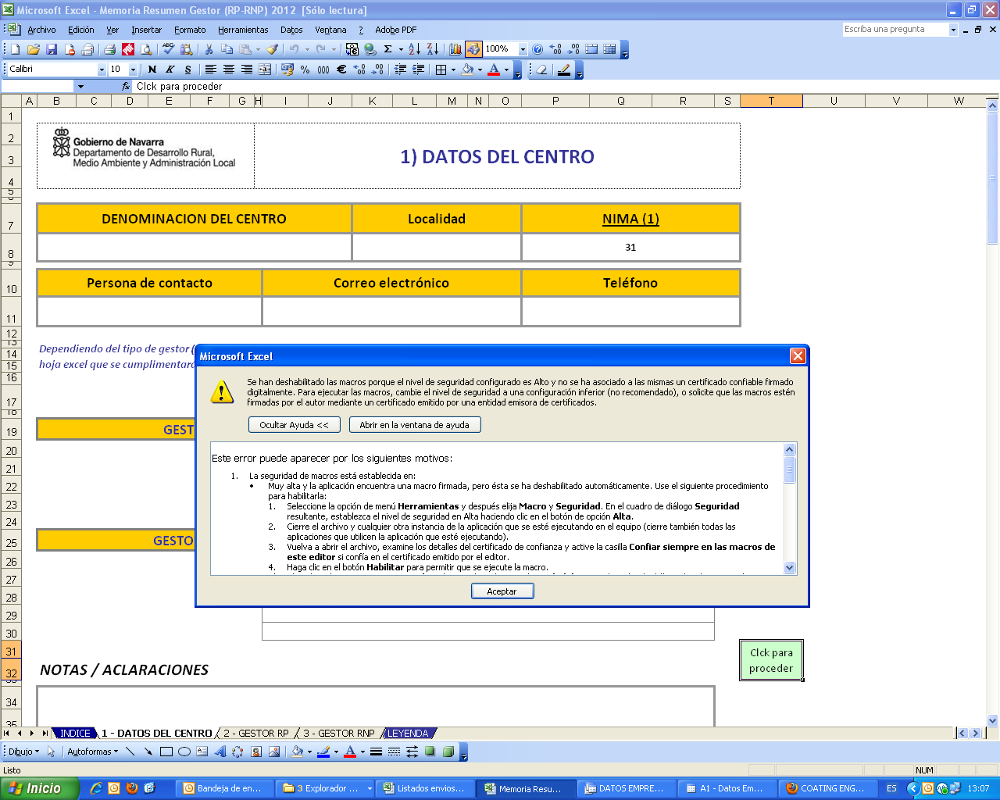 Microsoft Excel - Memoria Resumen Gestor (RP-RNP) 2012 [Sólo lectura]
Archivo Edición Ver Insertar Formato Herramientas Datos Ventana ? Adobe PDF
Escriba una pregunta
100%
Calibri 10 N K S % 000 €
fx Clck para proceder
A B C D E F G H I J K L M N O P Q R S T U V W
1
2
3
4
5
7
8
9
10
11
12
13
14
15
16
17
18
19
20
21
22
23
24
25
26
27
28
29
30
31
32
33
34
35
Gobierno de Navarra
Departamento de Desarrollo Rural,
Medio Ambiente y Administración Local
1) DATOS DEL CENTRO
DENOMINACION DEL CENTRO Localidad NIMA (1)
31
Persona de contacto Correo electrónico Teléfono
Dependiendo del tipo de gestor (
hoja excel que se cumplimentara
GEST
GESTO
Microsoft Excel
Se han deshabilitado las macros porque el nivel de seguridad configurado es Alto y no se ha asociado a las mismas un certificado confiable firmado
digitalmente. Para ejecutar las macros, cambie el nivel de seguridad a una configuración inferior (no recomendado), o solicite que las macros estén
firmadas por el autor mediante un certificado emitido por una entidad emisora de certificados.
Ocultar Ayuda << Abrir en la ventana de ayuda
Este error puede aparecer por los siguientes motivos:
1. La seguridad de macros está establecida en:
• Muy alta y la aplicación encuentra una macro firmada, pero ésta se ha deshabilitado automáticamente. Use el siguiente procedimiento
para habilitarla:
1. Seleccione la opción de menú Herramientas y después elija Macro y Seguridad. En el cuadro de diálogo Seguridad
resultante, establezca el nivel de seguridad en Alta haciendo clic en el botón de opción Alta.
2. Cierre el archivo y cualquier otra instancia de la aplicación que se esté ejecutando en el equipo (cierre también todas las
aplicaciones que utilicen la aplicación que esté ejecutando).
3. Vuelva a abrir el archivo, examine los detalles del certificado de confianza y active la casilla Confiar siempre en las macros de
este editor si confía en el certificado emitido por el editor.
4. Haga clic en el botón Habilitar para permitir que se ejecute la macro.
Aceptar
Clck para
proceder
NOTAS / ACLARACIONES
INDICE 1 - DATOS DEL CENTRO 2 - GESTOR RP 3 - GESTOR RNP LEYENDA
Dibujo Autoformas
Listo NUM
Inicio Bandeja de en... 3 Explorador Listados envios... Memoria Resu... DATOS EMPRE... A1 - Datos Em... COATING ENG... ES 13:07